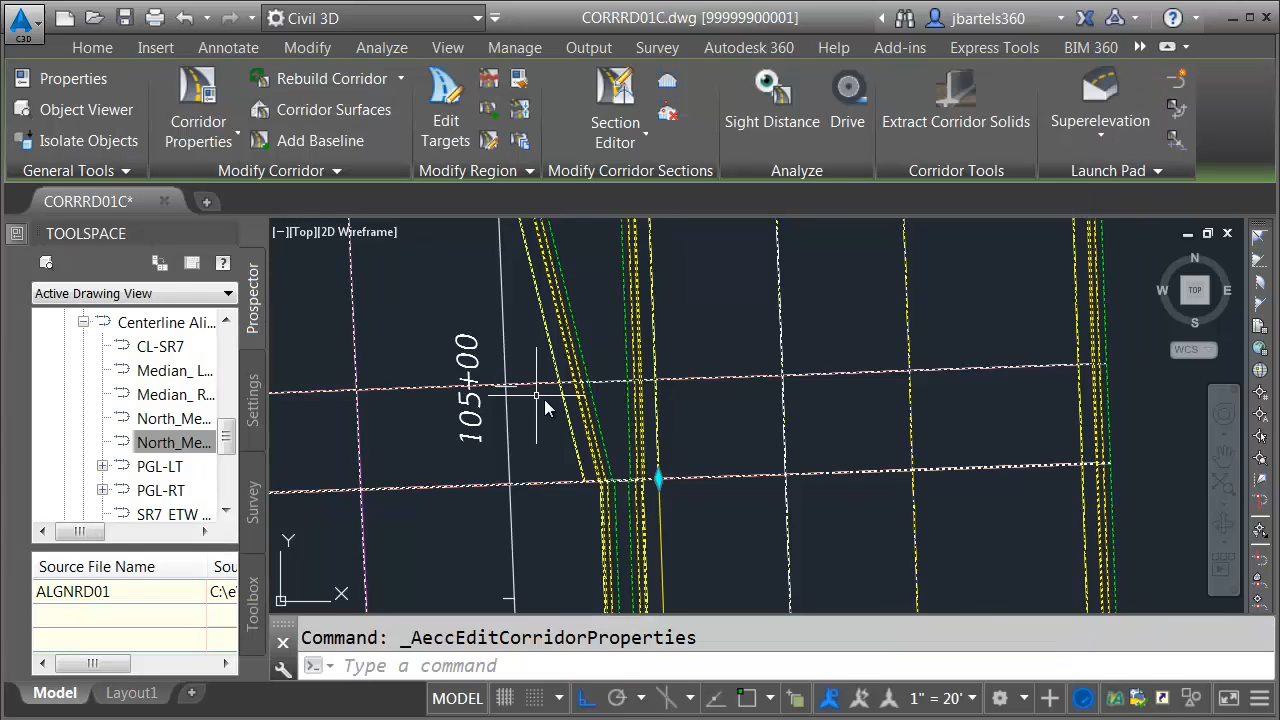 C3D
Civil 3D
CORRRD01C.dwg [99999900001]
jbartels360
Home Insert Annotate Modify Analyze View Manage Output Survey Autodesk 360 Help Add-ins Express Tools BIM 360
Properties
Object Viewer
Isolate Objects
General Tools
Corridor Properties
Rebuild Corridor
Corridor Surfaces
Add Baseline
Modify Corridor
Edit Targets
Modify Region
Section Editor
Modify Corridor Sections
Sight Distance
Drive
Analyze
Extract Corridor Solids
Corridor Tools
Superelevation
Launch Pad
CORRRD01C*
TOOLSPACE
Active Drawing View
Centerline Ali...
CL-SR7
Median_ L...
Median_ R...
North_Me...
North_Me...
PGL-LT
PGL-RT
SR7 ETW ...
Source File Name Sou
ALGNRD01 C:\e
Prospector
Settings
Survey
Toolbox
[−][Top][2D Wireframe]
105+00
N
W TOP E
S
WCS
Y
X
Command: _AeccEditCorridorProperties
Type a command
Model Layout1
MODEL
1" = 20'